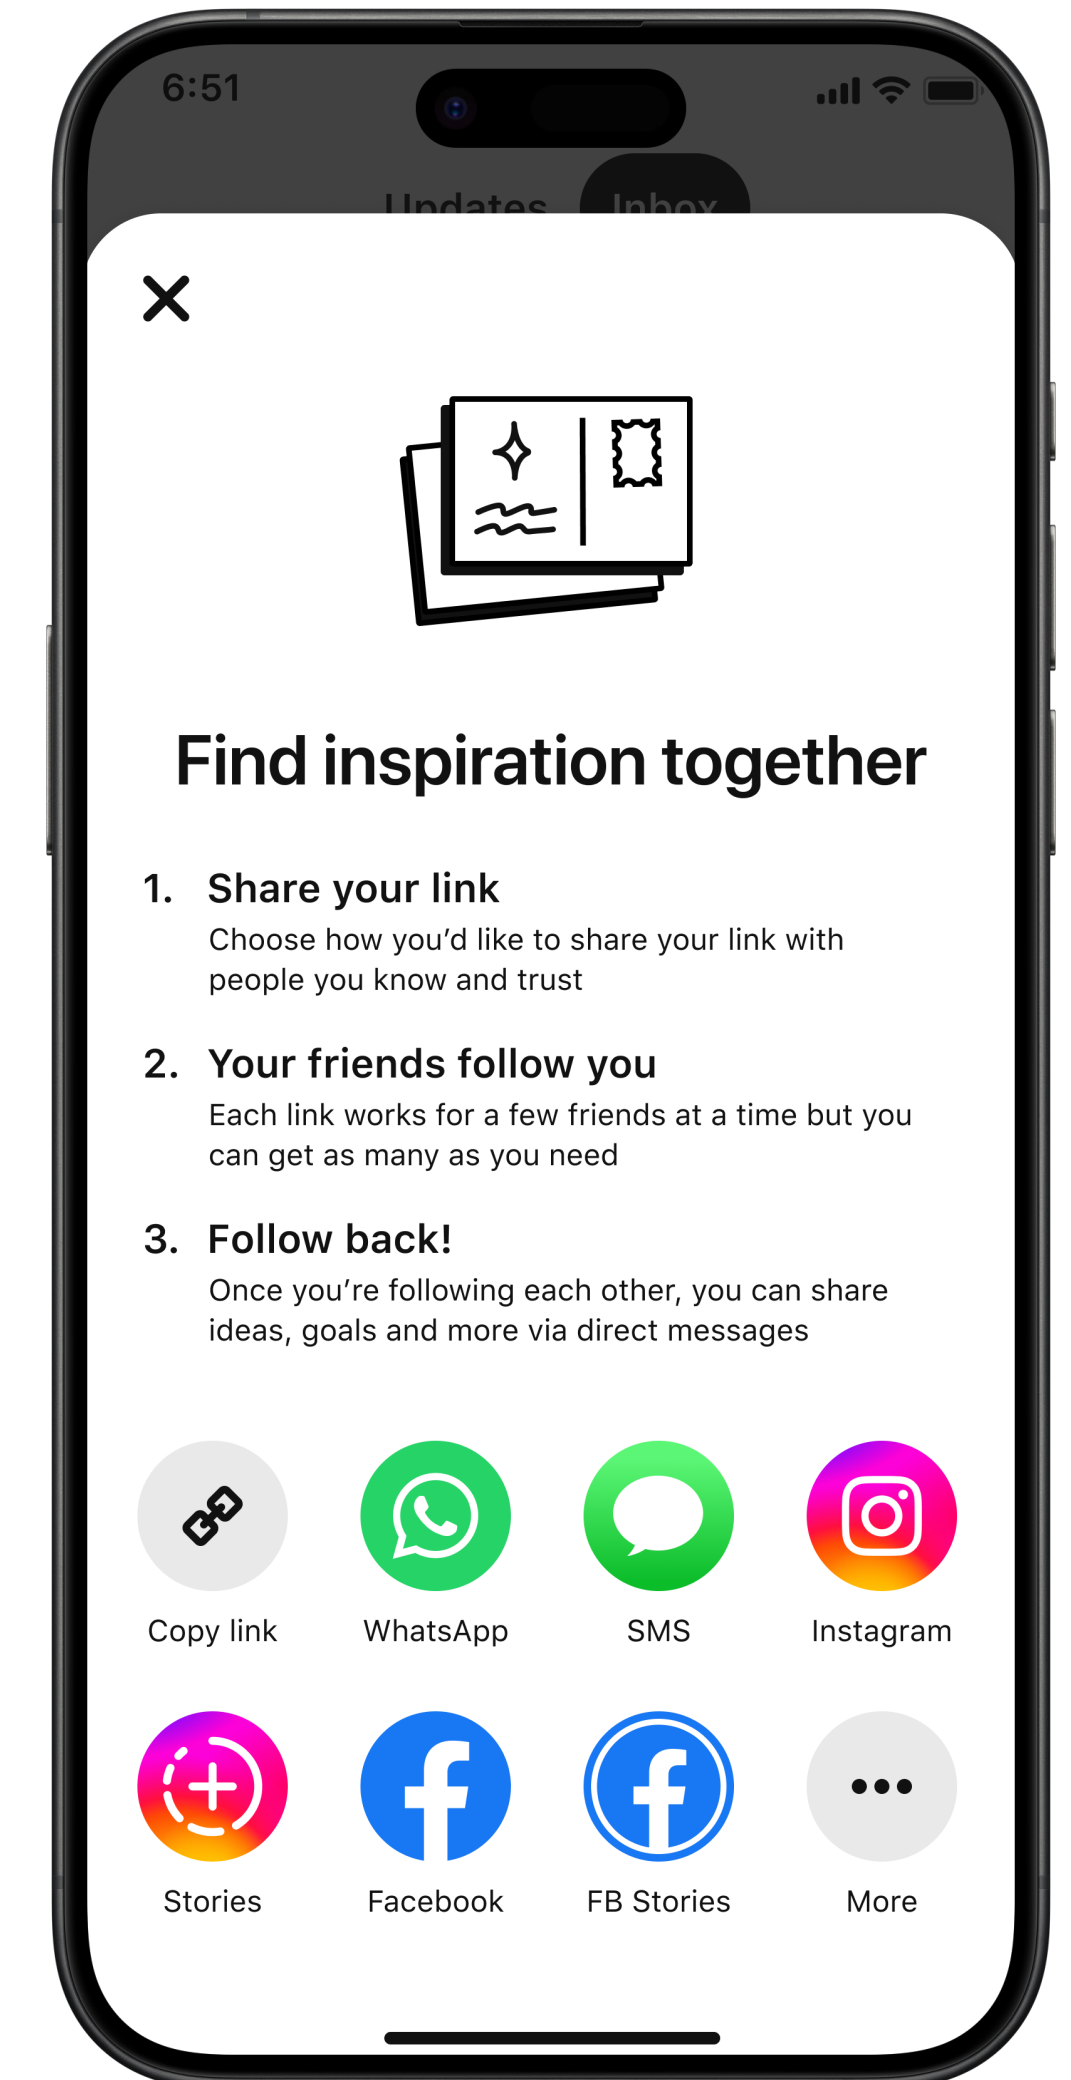 6:51
Updates Inbox
Find inspiration together
1. Share your link
Choose how you’d like to share your link with
people you know and trust
2. Your friends follow you
Each link works for a few friends at a time but you
can get as many as you need
3. Follow back!
Once you’re following each other, you can share
ideas, goals and more via direct messages
Copy link WhatsApp SMS Instagram
Stories Facebook FB Stories More